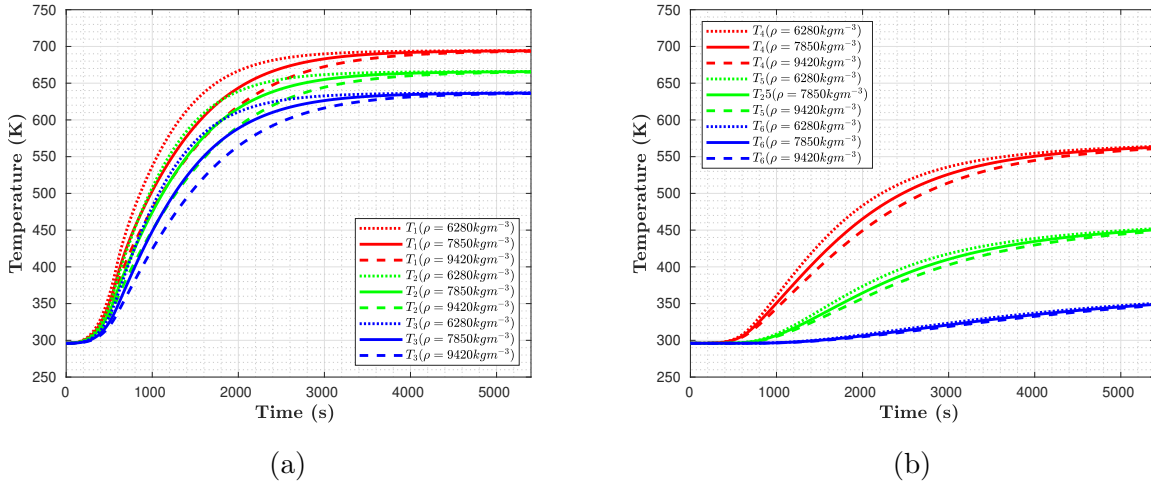 750
700
650
600
550
500
450
400
350
300
250
Temperature (K)
0 1000 2000 3000 4000 5000
Time (s)
T₁(ρ = 6280kgm⁻³)
T₁(ρ = 7850kgm⁻³)
T₁(ρ = 9420kgm⁻³)
T₂(ρ = 6280kgm⁻³)
T₂(ρ = 7850kgm⁻³)
T₂(ρ = 9420kgm⁻³)
T₃(ρ = 6280kgm⁻³)
T₃(ρ = 7850kgm⁻³)
T₃(ρ = 9420kgm⁻³)
(a)
750
700
650
600
550
500
450
400
350
300
250
Temperature (K)
0 1000 2000 3000 4000 5000
Time (s)
T₄(ρ = 6280kgm⁻³)
T₄(ρ = 7850kgm⁻³)
T₄(ρ = 9420kgm⁻³)
T₅(ρ = 6280kgm⁻³)
T₂5(ρ = 7850kgm⁻³)
T₅(ρ = 9420kgm⁻³)
T₆(ρ = 6280kgm⁻³)
T₆(ρ = 7850kgm⁻³)
T₆(ρ = 9420kgm⁻³)
(b)